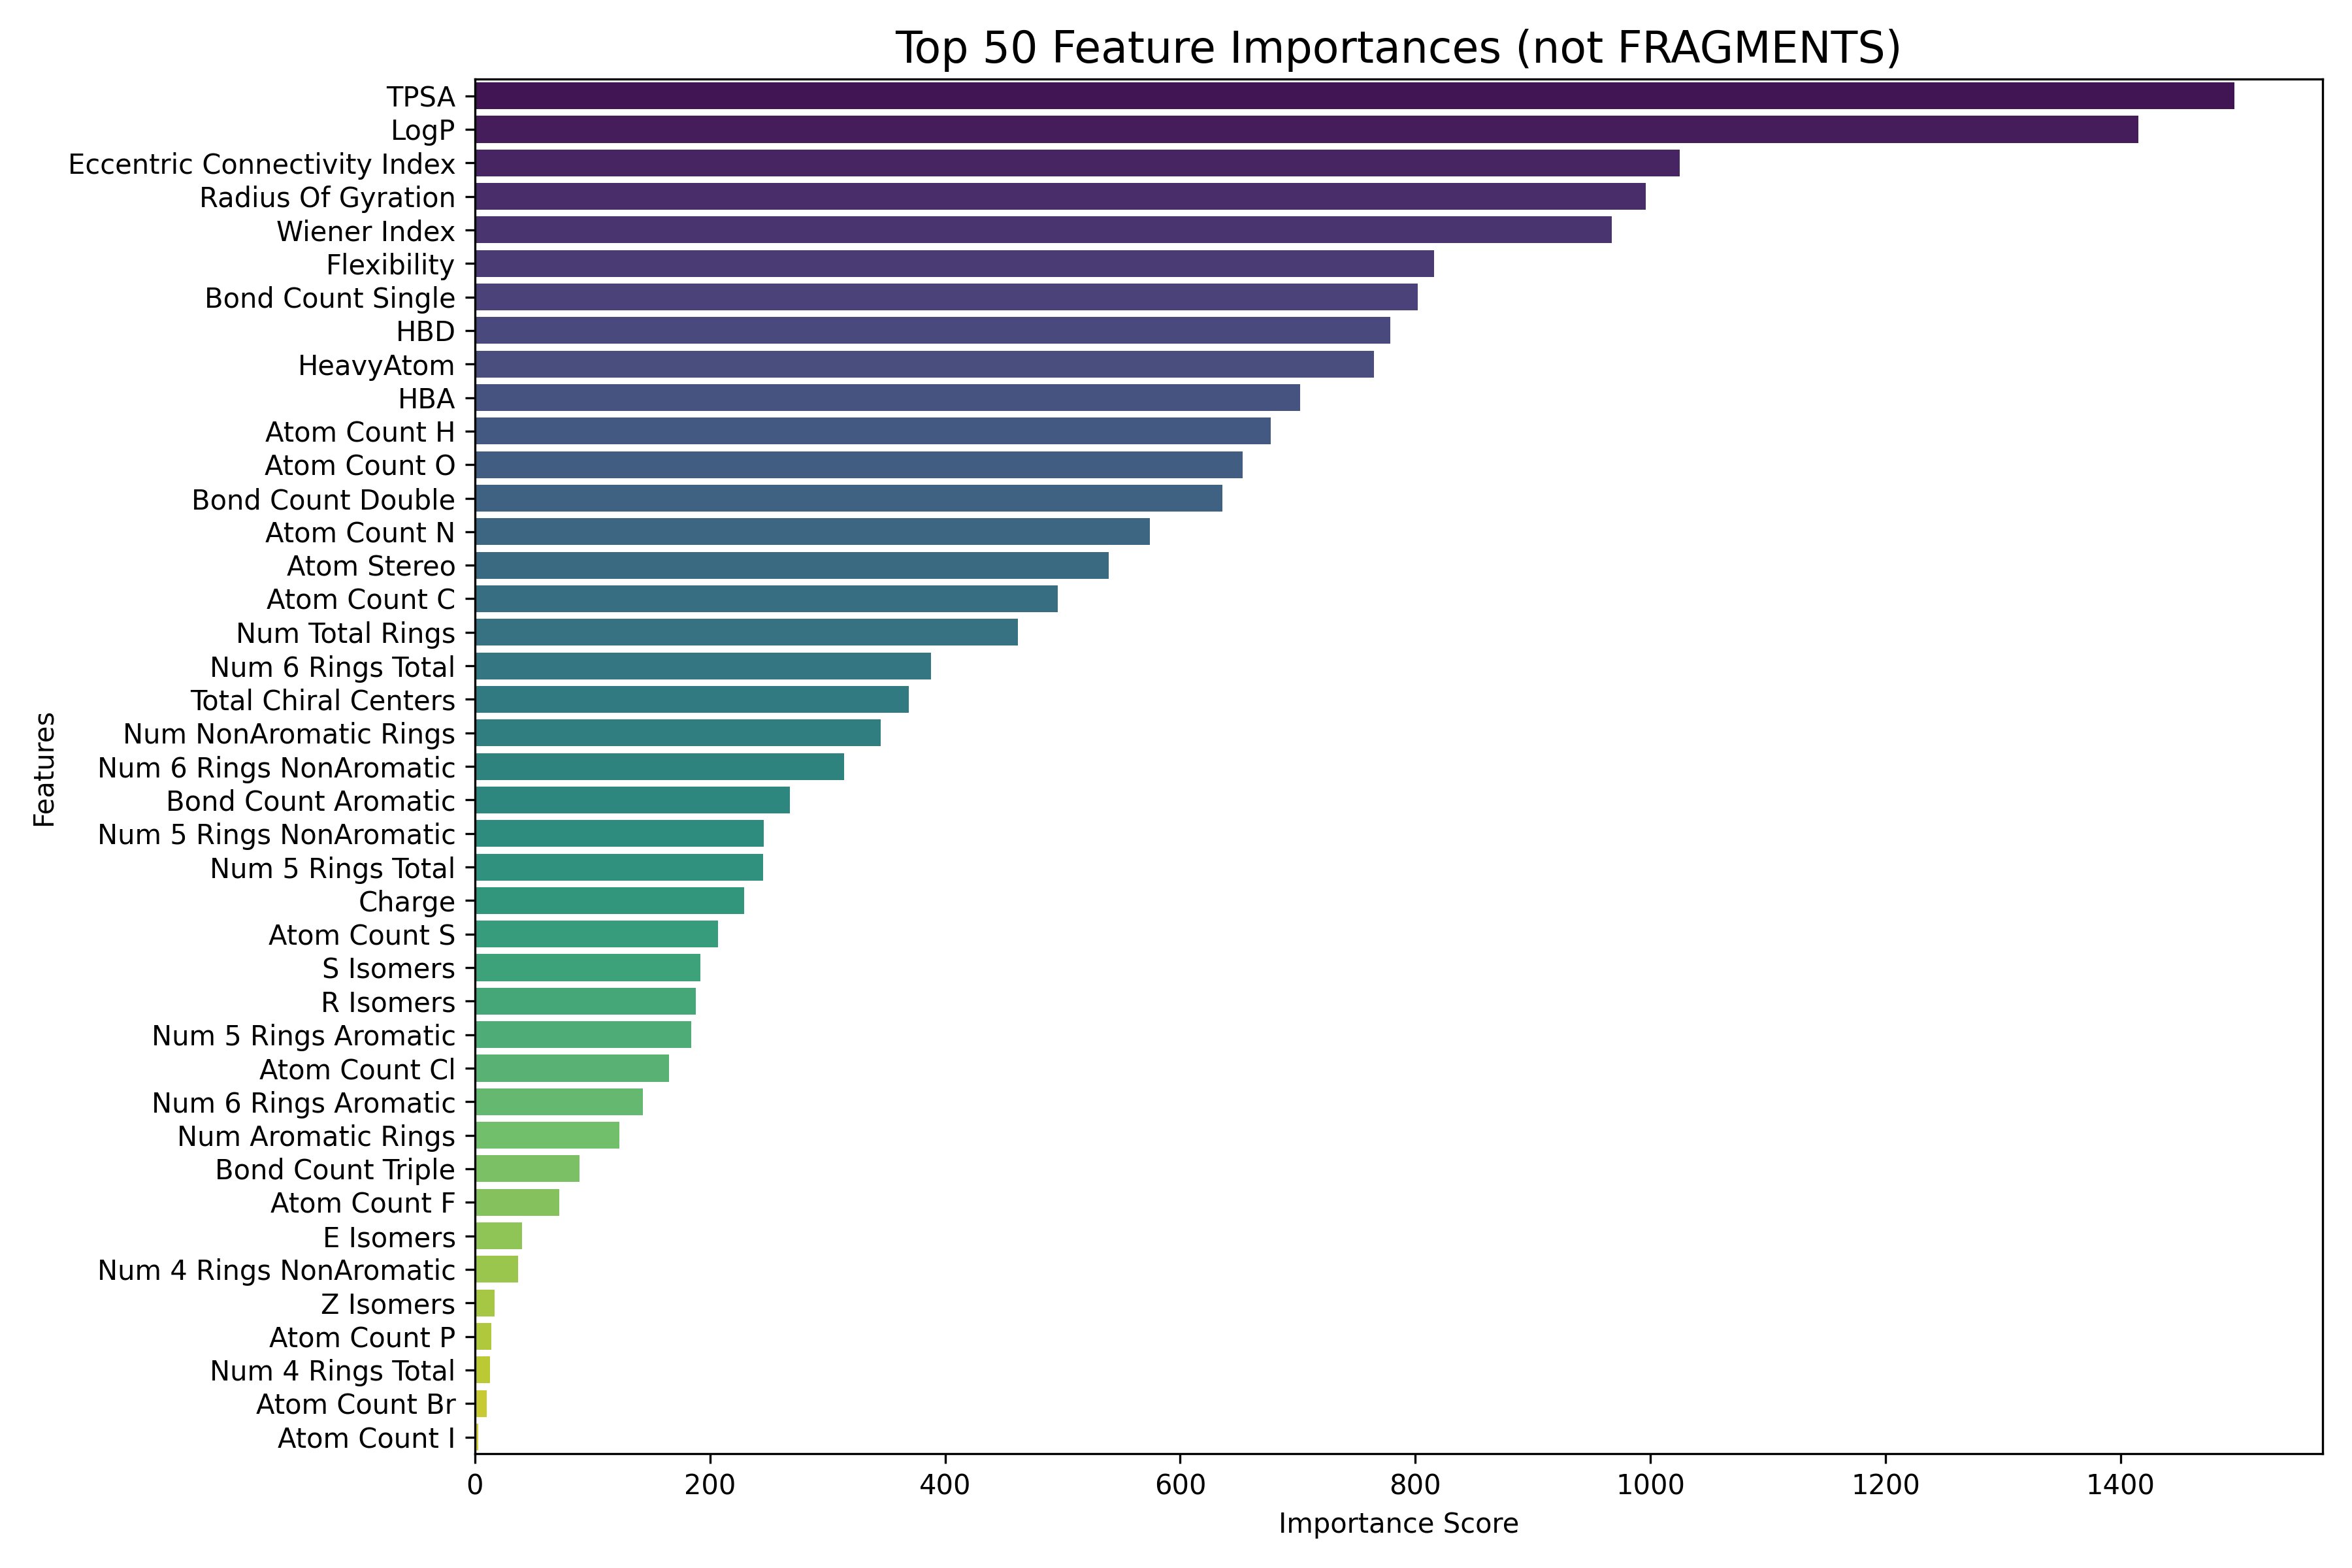 Top 50 Feature Importances (not FRAGMENTS)
TPSA
LogP
Eccentric Connectivity Index
Radius Of Gyration
Wiener Index
Flexibility
Bond Count Single
HBD
HeavyAtom
HBA
Atom Count H
Atom Count O
Bond Count Double
Atom Count N
Atom Stereo
Atom Count C
Num Total Rings
Num 6 Rings Total
Total Chiral Centers
Num NonAromatic Rings
Num 6 Rings NonAromatic
Bond Count Aromatic
Num 5 Rings NonAromatic
Num 5 Rings Total
Charge
Atom Count S
S Isomers
R Isomers
Num 5 Rings Aromatic
Atom Count Cl
Num 6 Rings Aromatic
Num Aromatic Rings
Bond Count Triple
Atom Count F
E Isomers
Num 4 Rings NonAromatic
Z Isomers
Atom Count P
Num 4 Rings Total
Atom Count Br
Atom Count I
Features
0 200 400 600 800 1000 1200 1400
Importance Score